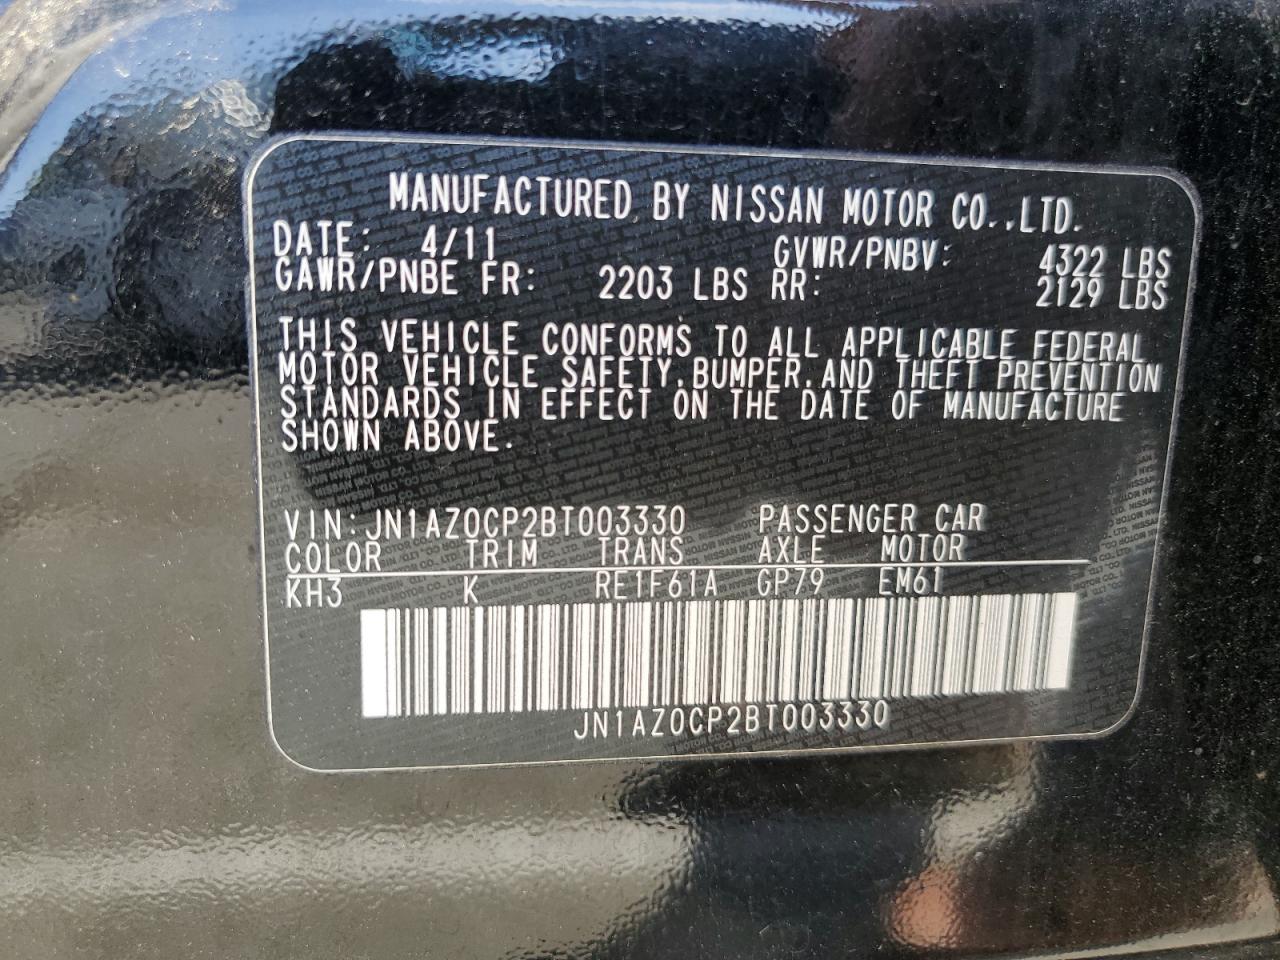 MANUFACTURED BY NISSAN MOTOR CO.,LTD.
DATE: 4/11 GVWR/PNBV: 4322 LBS
GAWR/PNBE FR: 2203 LBS RR: 2129 LBS
THIS VEHICLE CONFORMS TO ALL APPLICABLE FEDERAL
MOTOR VEHICLE SAFETY,BUMPER,AND THEFT PREVENTION
STANDARDS IN EFFECT ON THE DATE OF MANUFACTURE
SHOWN ABOVE.
VIN:JN1AZ0CP2BT003330 PASSENGER CAR
COLOR TRIM TRANS AXLE MOTOR
KH3 K RE1F61A GP79 EM61
JN1AZ0CP2BT003330